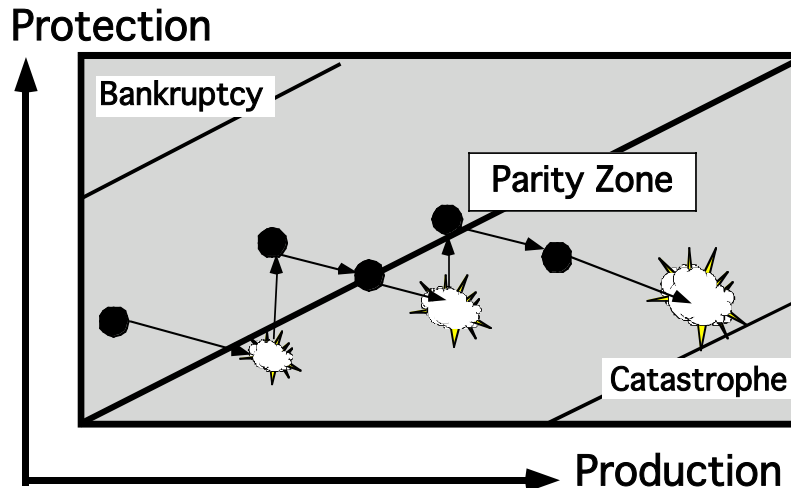 Protection
Bankruptcy
Parity Zone
Catastrophe
Production